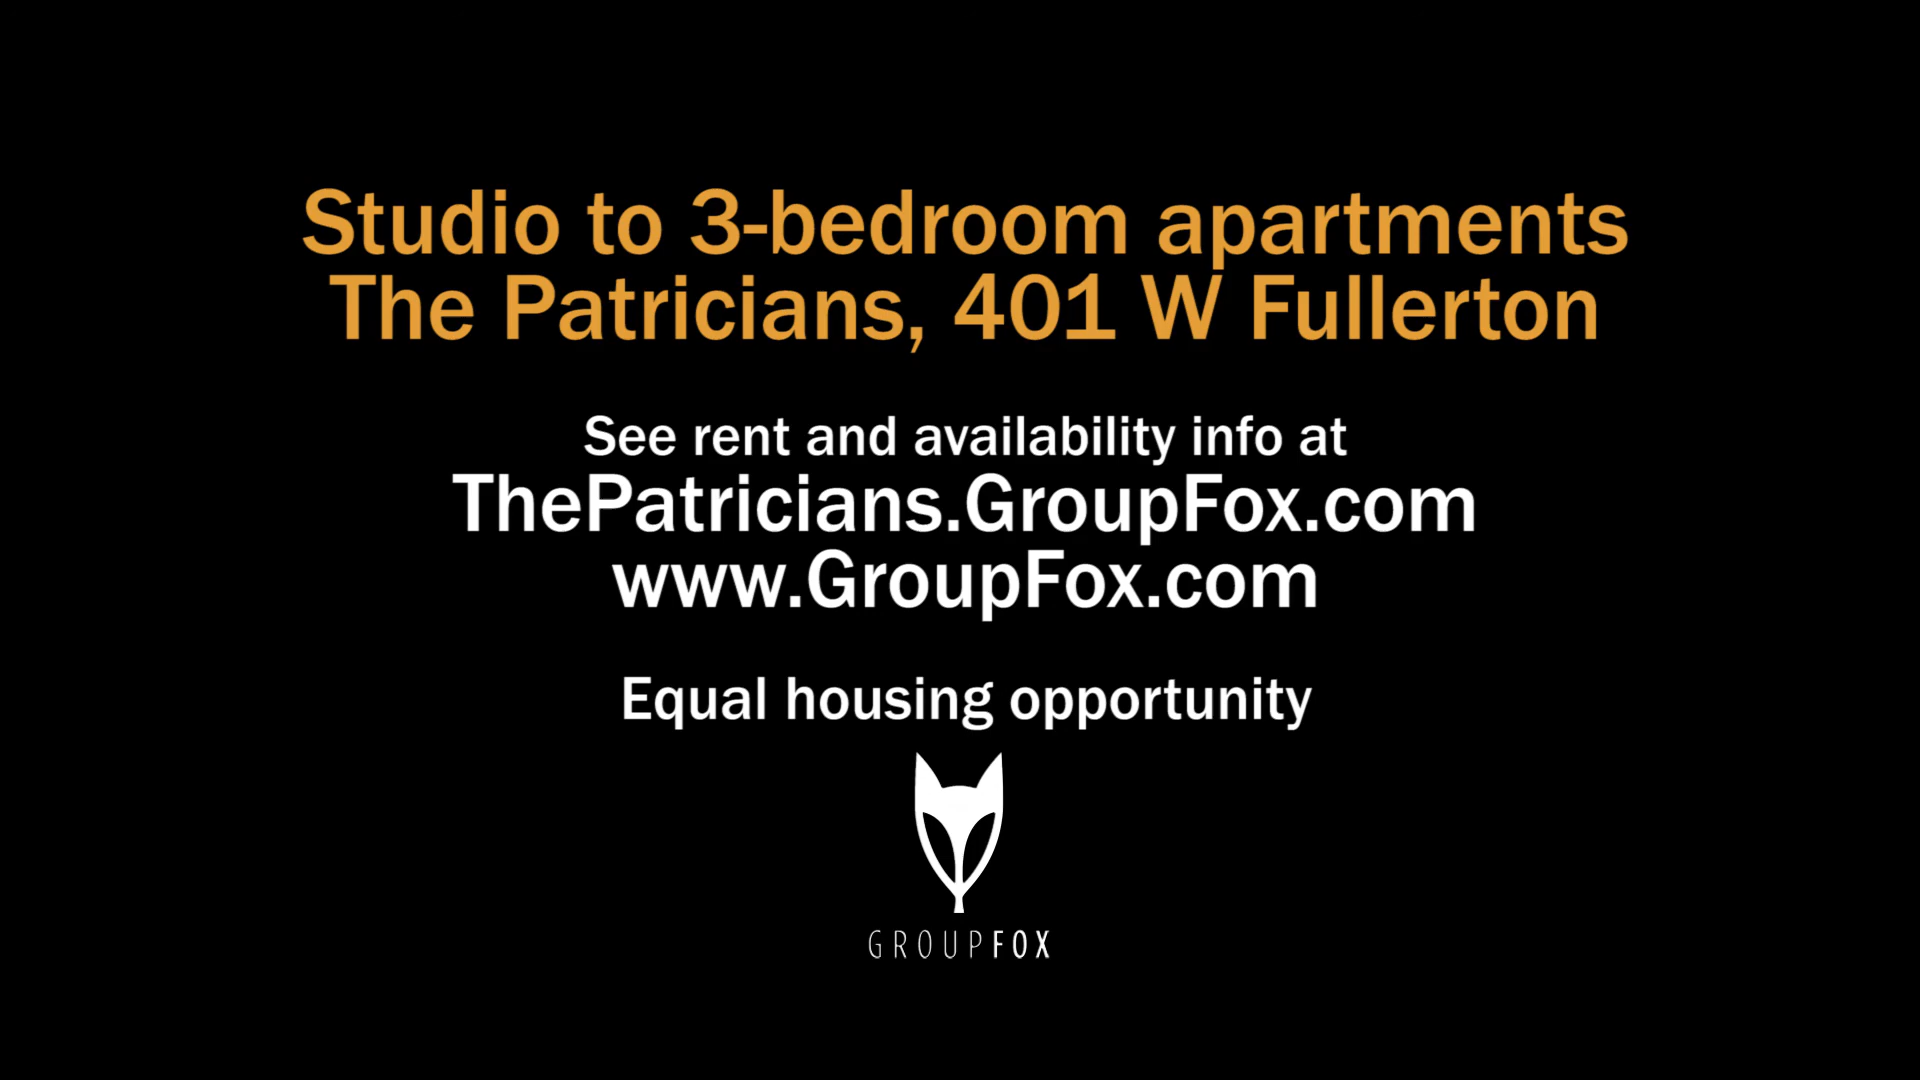 Studio to 3-bedroom apartments
The Patricians, 401 W Fullerton
See rent and availability info at
ThePatricians.GroupFox.com
www.GroupFox.com
Equal housing opportunity
GROUPFOX